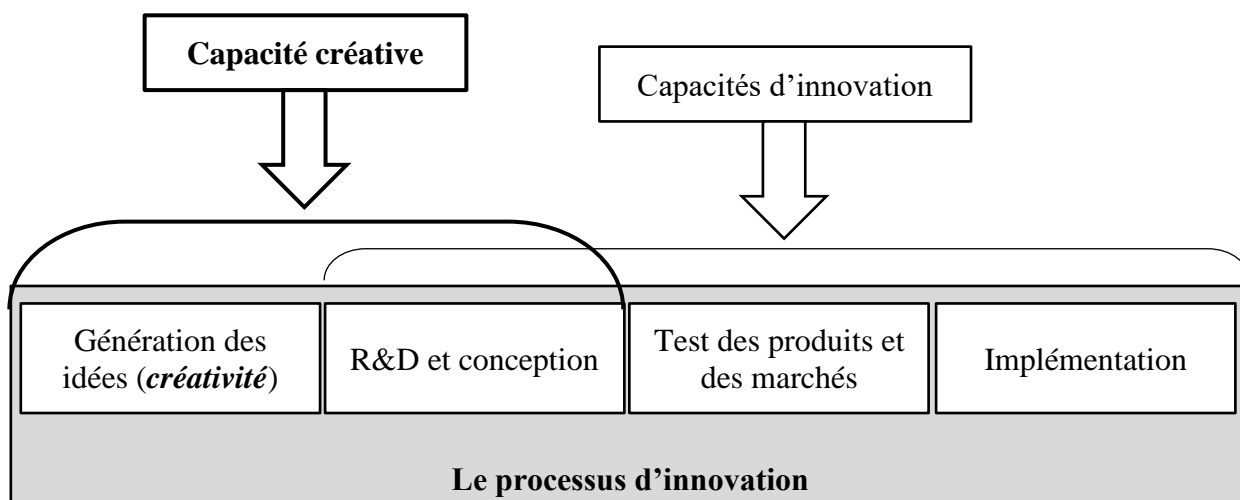 Capacité créative
Capacités d’innovation
Génération des
idées (créativité)
R&D et conception
Test des produits et
des marchés
Implémentation
Le processus d’innovation